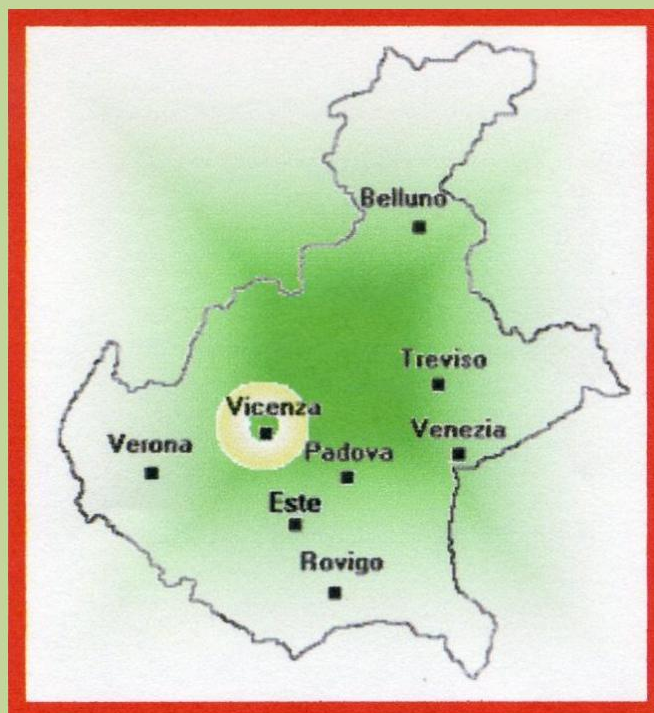 Belluno
Treviso
Vicenza
Venezia
Verona
Padova
Este
Rovigo